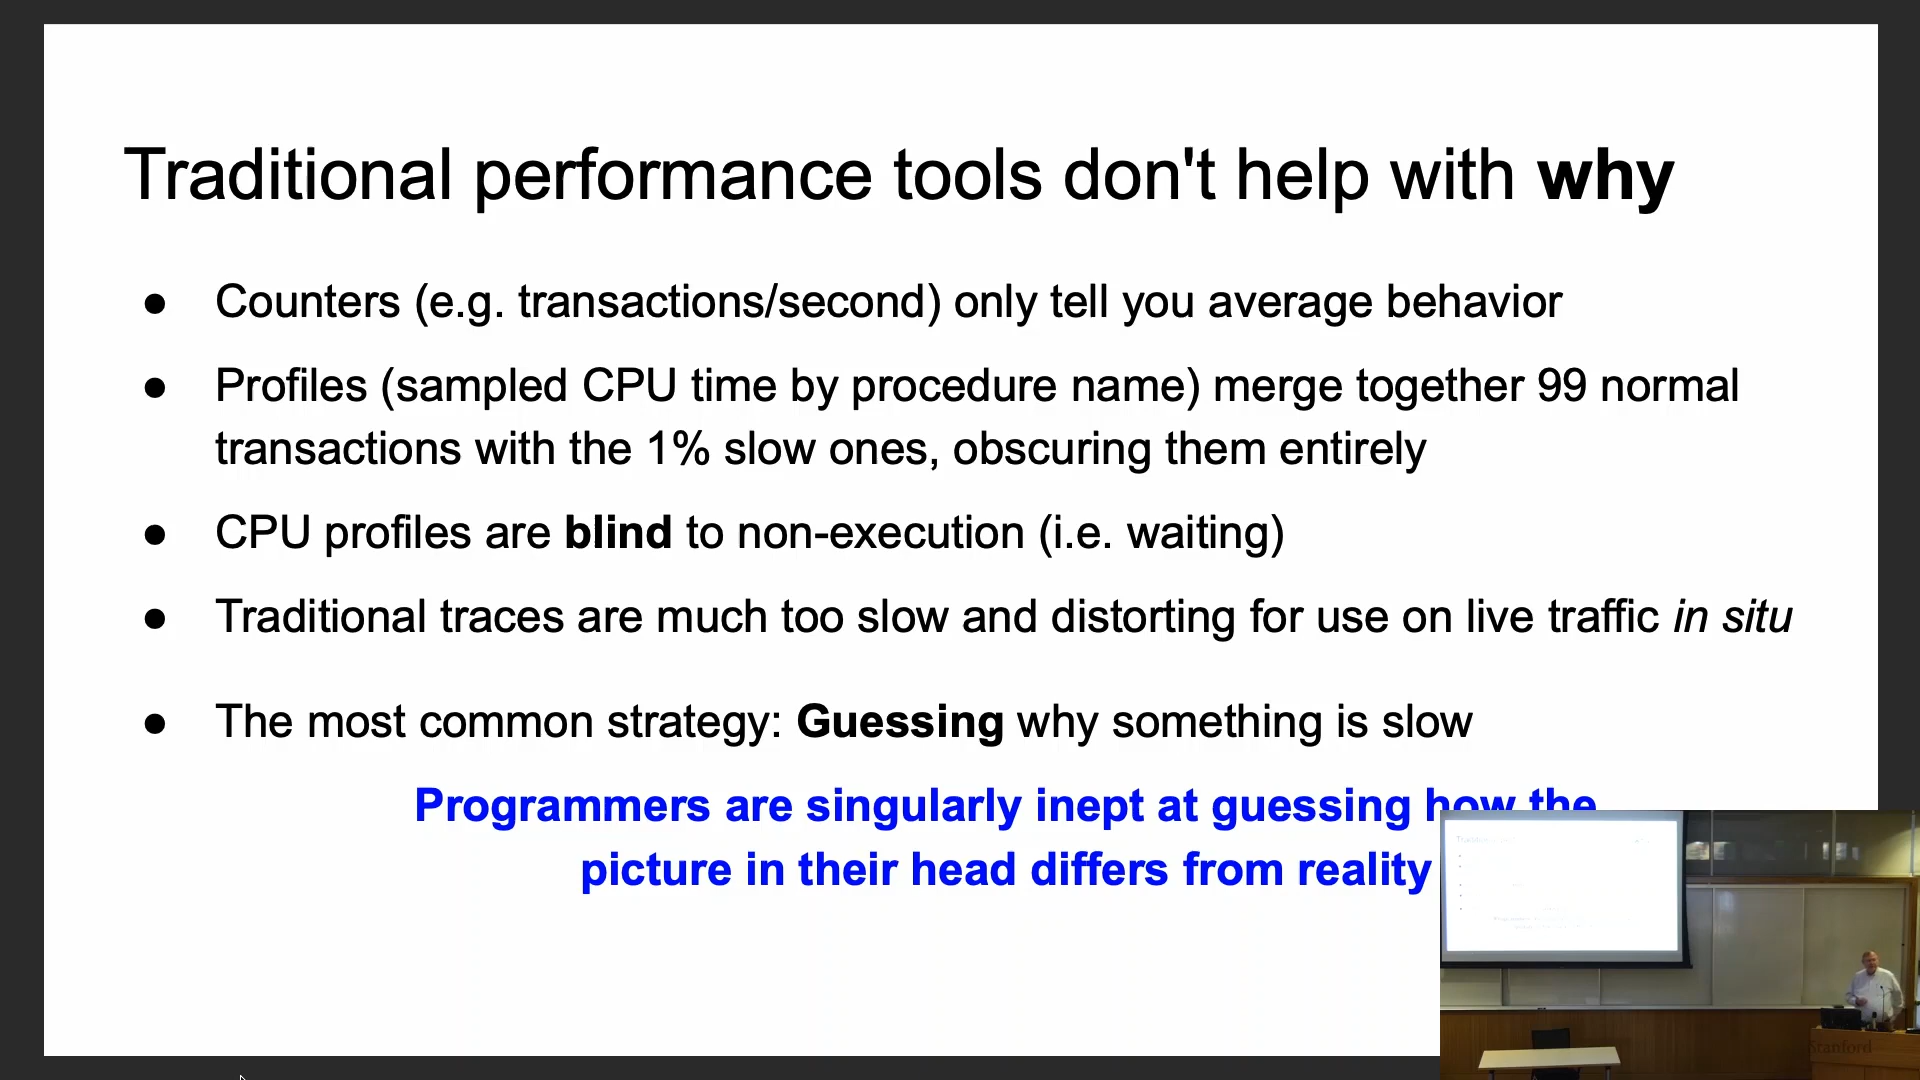 Traditional performance tools don't help with why
● Counters (e.g. transactions/second) only tell you average behavior
● Profiles (sampled CPU time by procedure name) merge together 99 normal
transactions with the 1% slow ones, obscuring them entirely
● CPU profiles are blind to non-execution (i.e. waiting)
● Traditional traces are much too slow and distorting for use on live traffic in situ
● The most common strategy: Guessing why something is slow
Programmers are singularly inept at guessing how the
picture in their head differs from reality
Stanford